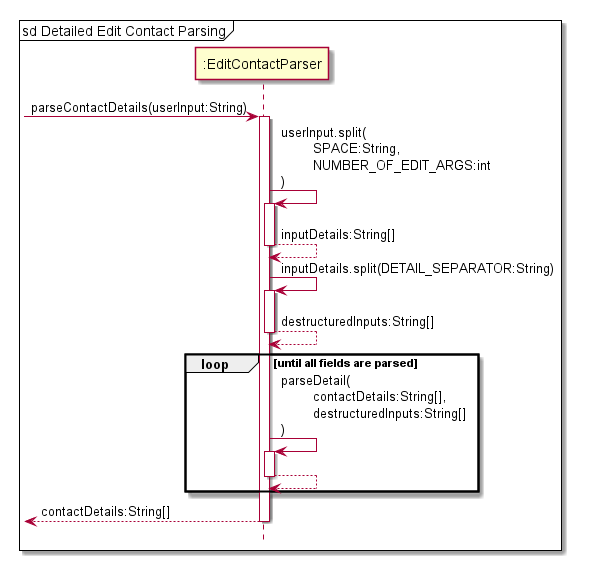 sd Detailed Edit Contact Parsing
:EditContactParser
parseContactDetails(userInput:String)
userInput.split(
SPACE:String,
NUMBER_OF_EDIT_ARGS:int
)
inputDetails:String[]
inputDetails.split(DETAIL_SEPARATOR:String)
destructuredInputs:String[]
loop [until all fields are parsed]
parseDetail(
contactDetails:String[],
destructuredInputs:String[]
)
contactDetails:String[]